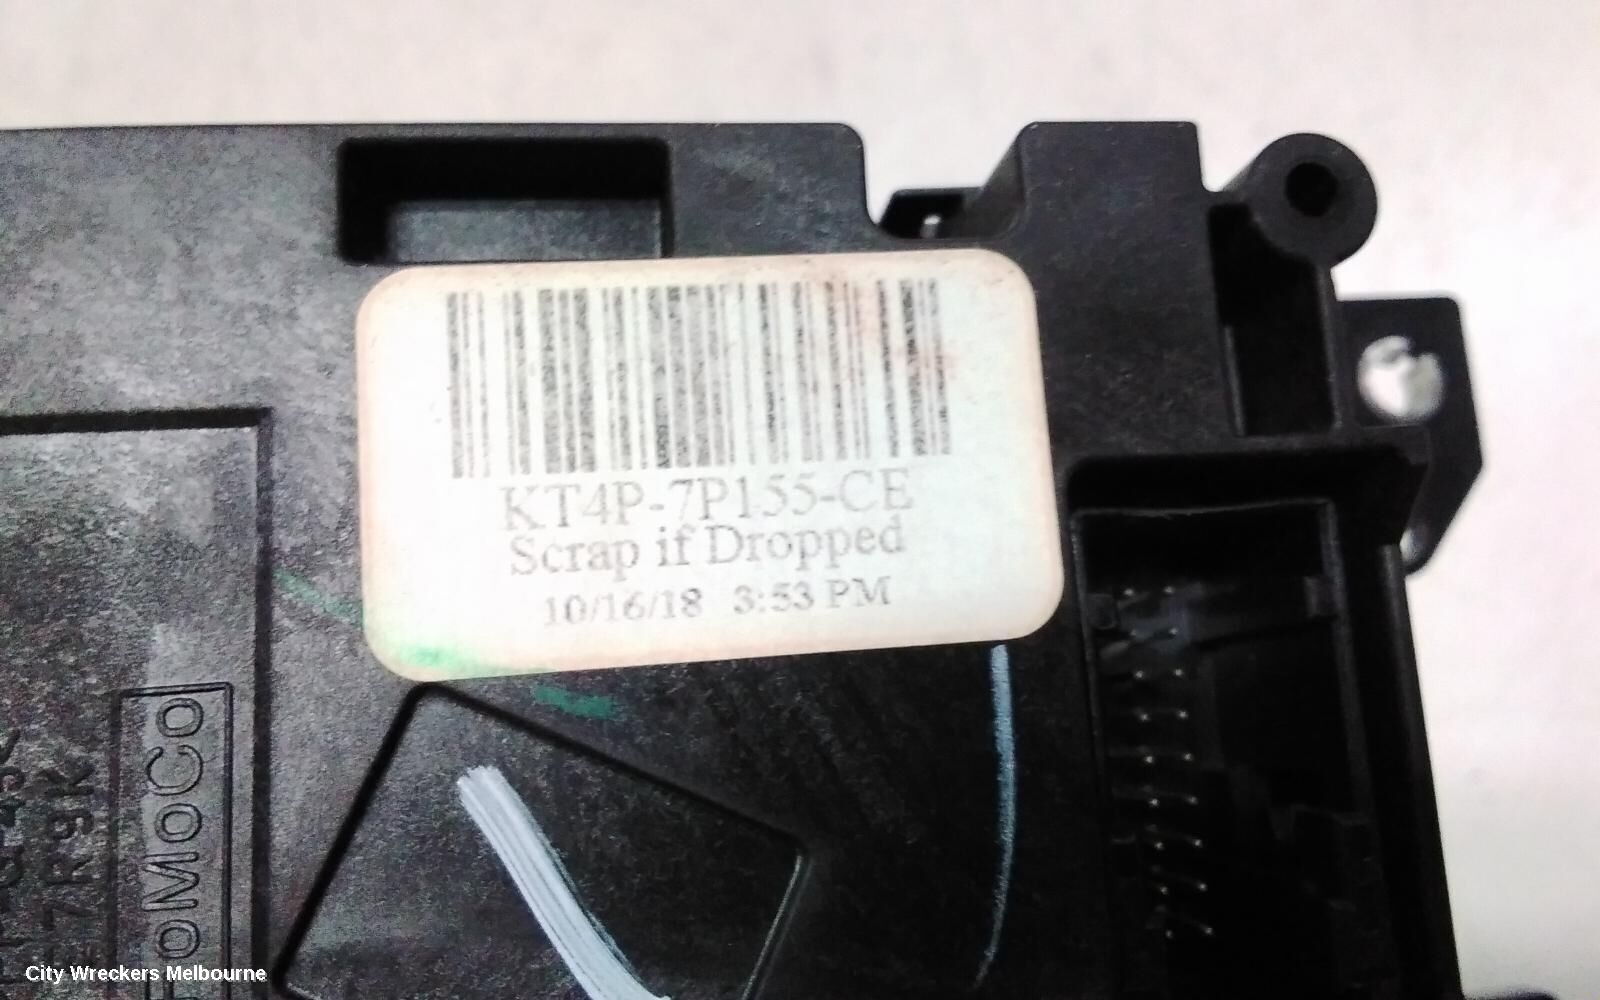 KT4P-7P155-CE
Scrap if Dropped
10/16/18 3:53 PM
FoMoCo
City Wreckers Melbourne